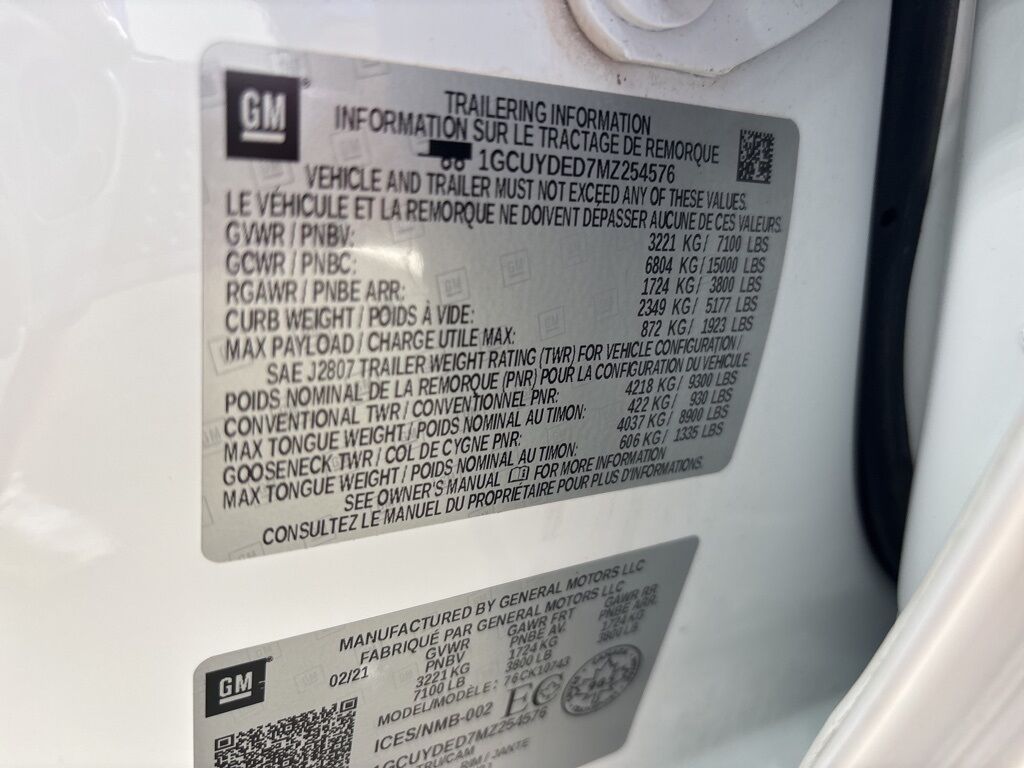 GM
TRAILERING INFORMATION
INFORMATION SUR LE TRACTAGE DE REMORQUE
88 1GCUYDED7MZ254576
VEHICLE AND TRAILER MUST NOT EXCEED ANY OF THESE VALUES.
LE VÉHICULE ET LA REMORQUE NE DOIVENT DÉPASSER AUCUNE DE CES VALEURS.
GVWR / PNBV: 3221 KG/ 7100 LBS
GCWR / PNBC: 6804 KG/ 15000 LBS
RGAWR / PNBE ARR: 1724 KG/ 3800 LBS
CURB WEIGHT / POIDS À VIDE: 2349 KG/ 5177 LBS
MAX PAYLOAD / CHARGE UTILE MAX: 872 KG/ 1923 LBS
SAE J2807 TRAILER WEIGHT RATING (TWR) FOR VEHICLE CONFIGURATION /
POIDS NOMINAL DE LA REMORQUE (PNR) POUR LA CONFIGURATION DU VÉHICULE
CONVENTIONAL TWR / CONVENTIONNEL PNR: 4218 KG/ 9300 LBS
MAX TONGUE WEIGHT / POIDS NOMINAL AU TIMON: 422 KG/ 930 LBS
GOOSENECK TWR / COL DE CYGNE PNR: 4037 KG/ 8900 LBS
MAX TONGUE WEIGHT / POIDS NOMINAL AU TIMON: 606 KG/ 1335 LBS
SEE OWNER'S MANUAL FOR MORE INFORMATION
CONSULTEZ LE MANUEL DU PROPRIÉTAIRE POUR PLUS D'INFORMATIONS.
GM
MANUFACTURED BY GENERAL MOTORS LLC
FABRIQUÉ PAR GENERAL MOTORS LLC
02/21 GVWR GAWR FRT GAWR RR
PNBV PNBE AV. PNBE ARR.
3221 KG 1724 KG 1724 KG
7100 LB 3800 LB 3800 LB
MODEL/MODÈLE: 76CK10743
ICES/NMB-002 EC
1GCUYDED7MZ254576
TRU/CAM
RIM / JANTE